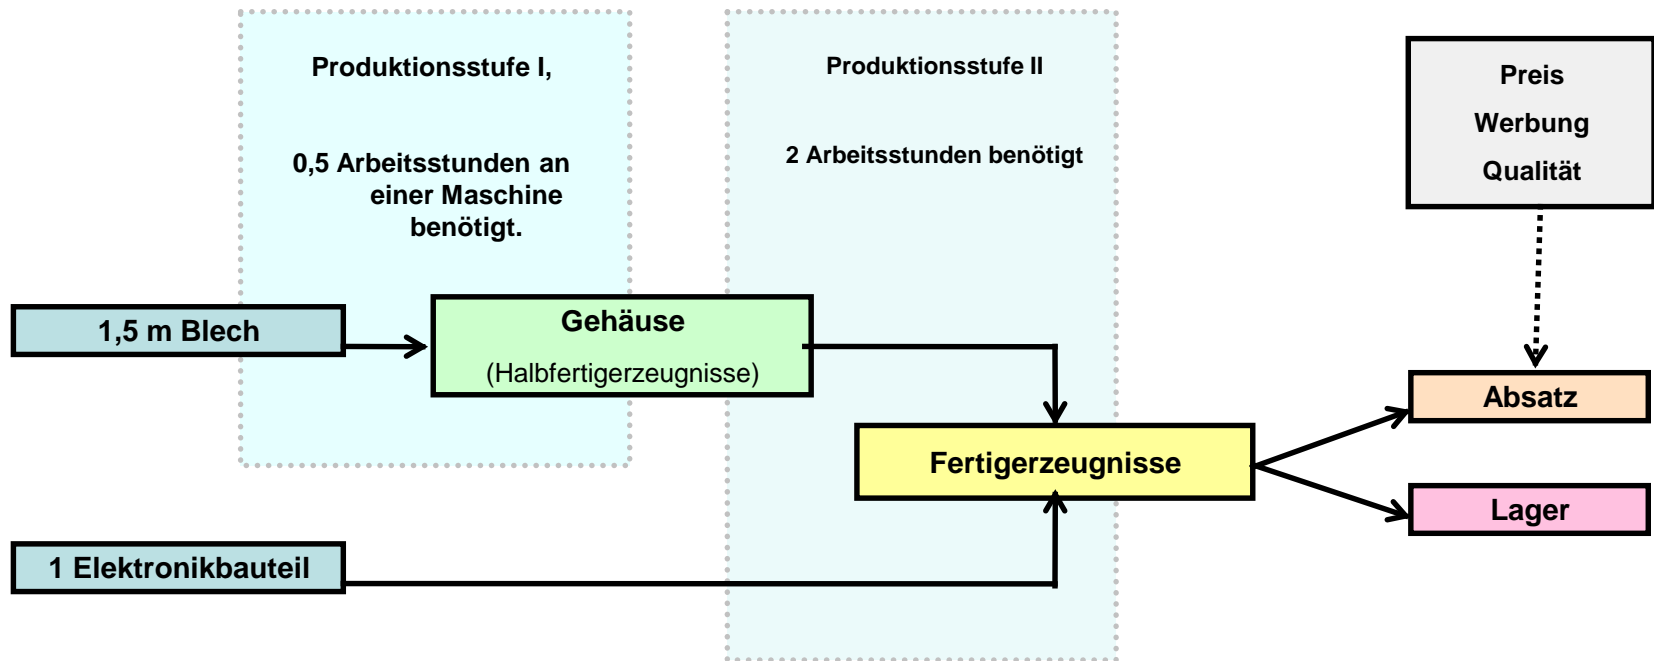 Produktionsstufe I,
0,5 Arbeitsstunden an
einer Maschine
benötigt.
Produktionsstufe II
2 Arbeitsstunden benötigt
Preis
Werbung
Qualität
1,5 m Blech
Gehäuse
(Halbfertigerzeugnisse)
Absatz
Fertigerzeugnisse
Lager
1 Elektronikbauteil